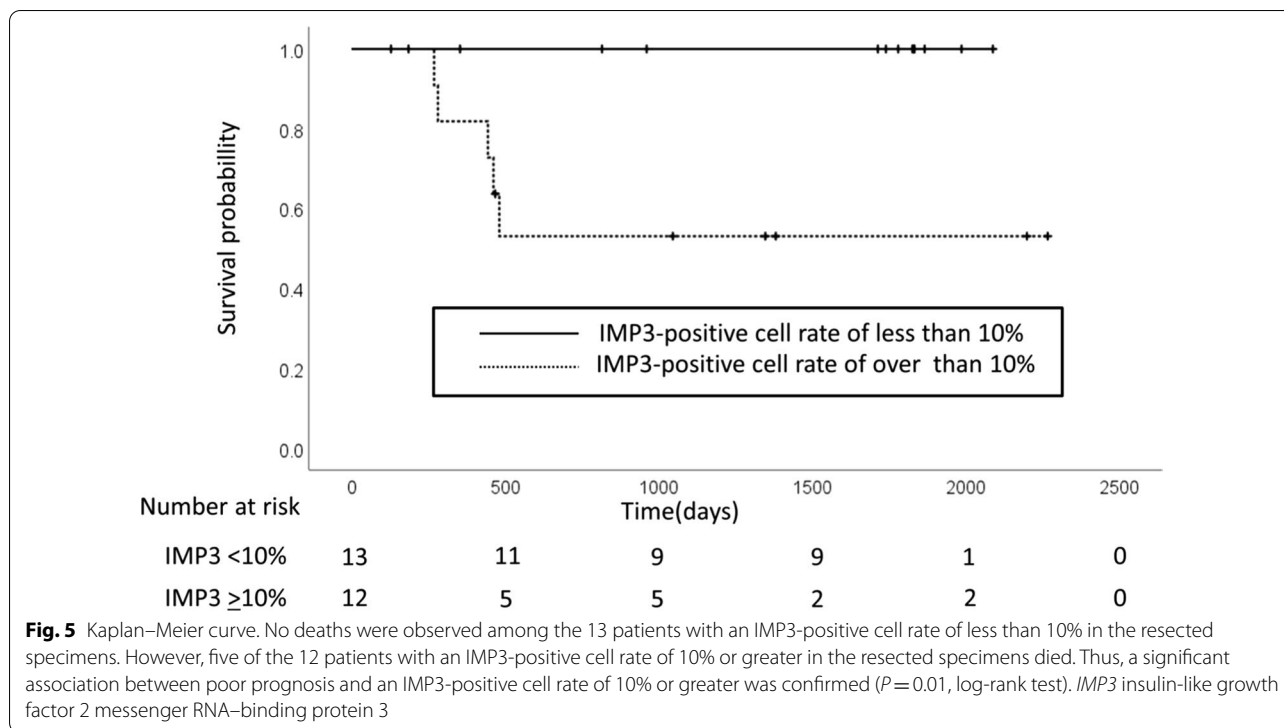 1.0
0.8
0.6
0.4
0.2
0.0
Survival probabillity
IMP3-positive cell rate of less than 10%
IMP3-positive cell rate of over than 10%
0 500 1000 1500 2000 2500
Time(days)
Number at risk
IMP3 <10% 13 11 9 9 1 0
IMP3 ≥10% 12 5 5 2 2 0
Fig. 5 Kaplan–Meier curve. No deaths were observed among the 13 patients with an IMP3-positive cell rate of less than 10% in the resected
specimens. However, five of the 12 patients with an IMP3-positive cell rate of 10% or greater in the resected specimens died. Thus, a significant
association between poor prognosis and an IMP3-positive cell rate of 10% or greater was confirmed (P = 0.01, log-rank test). IMP3 insulin-like growth
factor 2 messenger RNA–binding protein 3